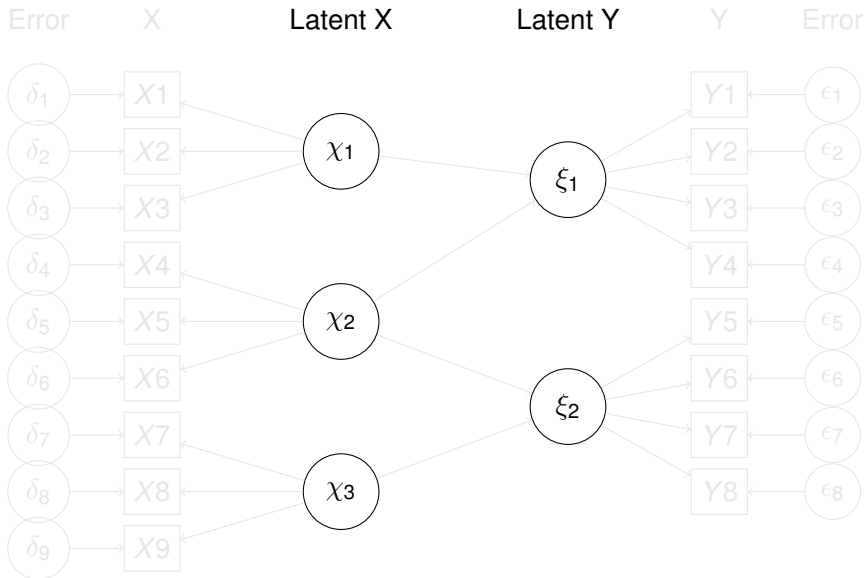 Error X Latent X Latent Y Y Error
δ1 X1 Y1 ϵ1
χ1
δ2 X2 Y2 ϵ2
ξ1
δ3 X3 Y3 ϵ3
δ4 X4 Y4 ϵ4
δ5 X5 χ2 Y5 ϵ5
δ6 X6 Y6 ϵ6
ξ2
δ7 X7 Y7 ϵ7
δ8 X8 χ3 Y8 ϵ8
δ9 X9